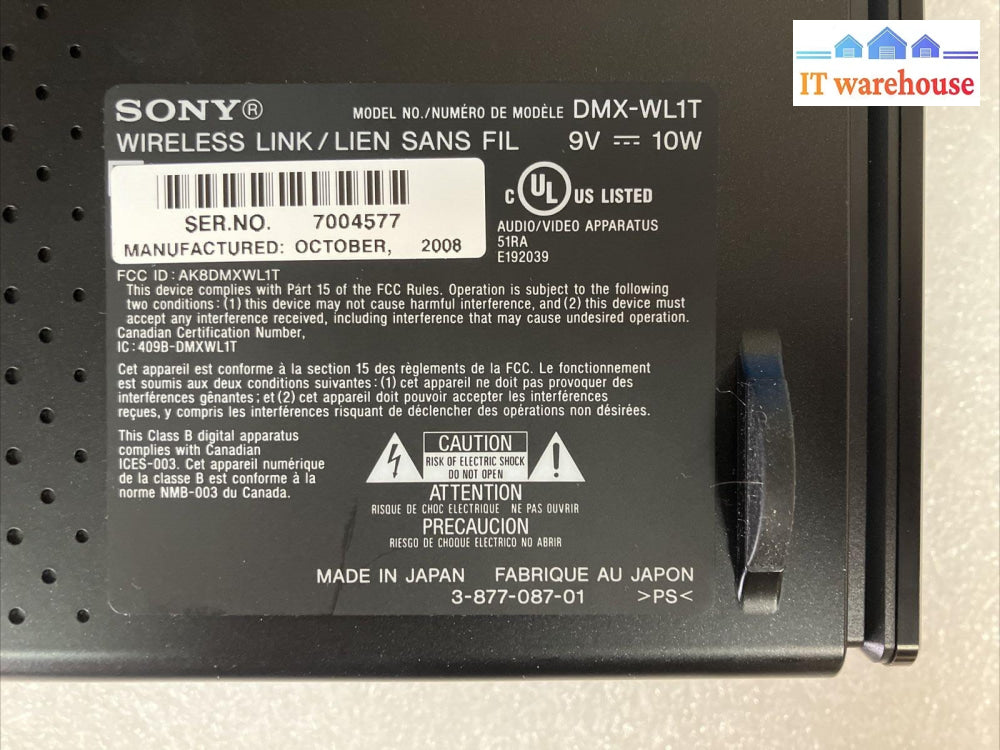 IT warehouse
SONY® MODEL NO./NUMÉRO DE MODÈLE DMX-WL1T
WIRELESS LINK/LIEN SANS FIL 9V ⎓ 10W
SER.NO. 7004577
MANUFACTURED: OCTOBER, 2008
C UL US LISTED
AUDIO/VIDEO APPARATUS
51RA
E192039
FCC ID: AK8DMXWL1T
This device complies with Part 15 of the FCC Rules. Operation is subject to the following
two conditions: (1) this device may not cause harmful interference, and (2) this device must
accept any interference received, including interference that may cause undesired operation.
Canadian Certification Number,
IC: 409B-DMXWL1T
Cet appareil est conforme à la section 15 des règlements de la FCC. Le fonctionnement
est soumis aux deux conditions suivantes: (1) cet appareil ne doit pas provoquer des
interférences gênantes; et (2) cet appareil doit pouvoir accepter les interférences
reçues, y compris les interférences risquant de déclencher des opérations non désirées.
This Class B digital apparatus
complies with Canadian
ICES-003. Cet appareil numérique
de la classe B est conforme à la
norme NMB-003 du Canada.
CAUTION
RISK OF ELECTRIC SHOCK
DO NOT OPEN
ATTENTION
RISQUE DE CHOC ELECTRIQUE NE PAS OUVRIR
PRECAUCION
RIESGO DE CHOQUE ELECTRICO NO ABRIR
MADE IN JAPAN FABRIQUE AU JAPON
3-877-087-01 >PS<